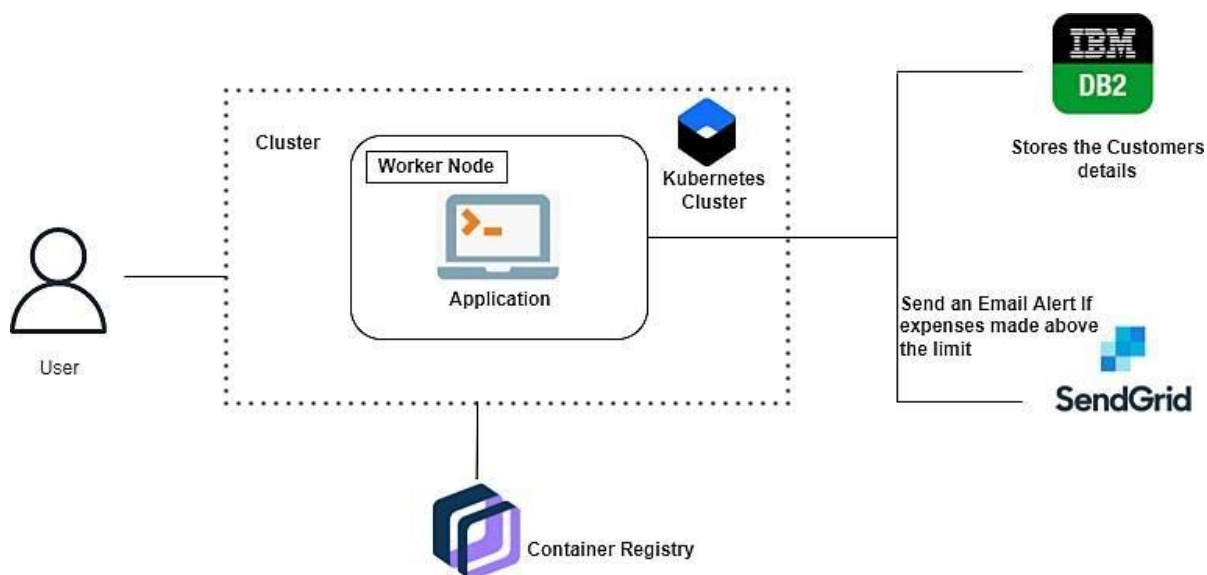 IBM
DB2
Stores the Customers
details
Cluster
Worker Node
Kubernetes
Cluster
Application
User
Send an Email Alert If
expenses made above
the limit
SendGrid
Container Registry